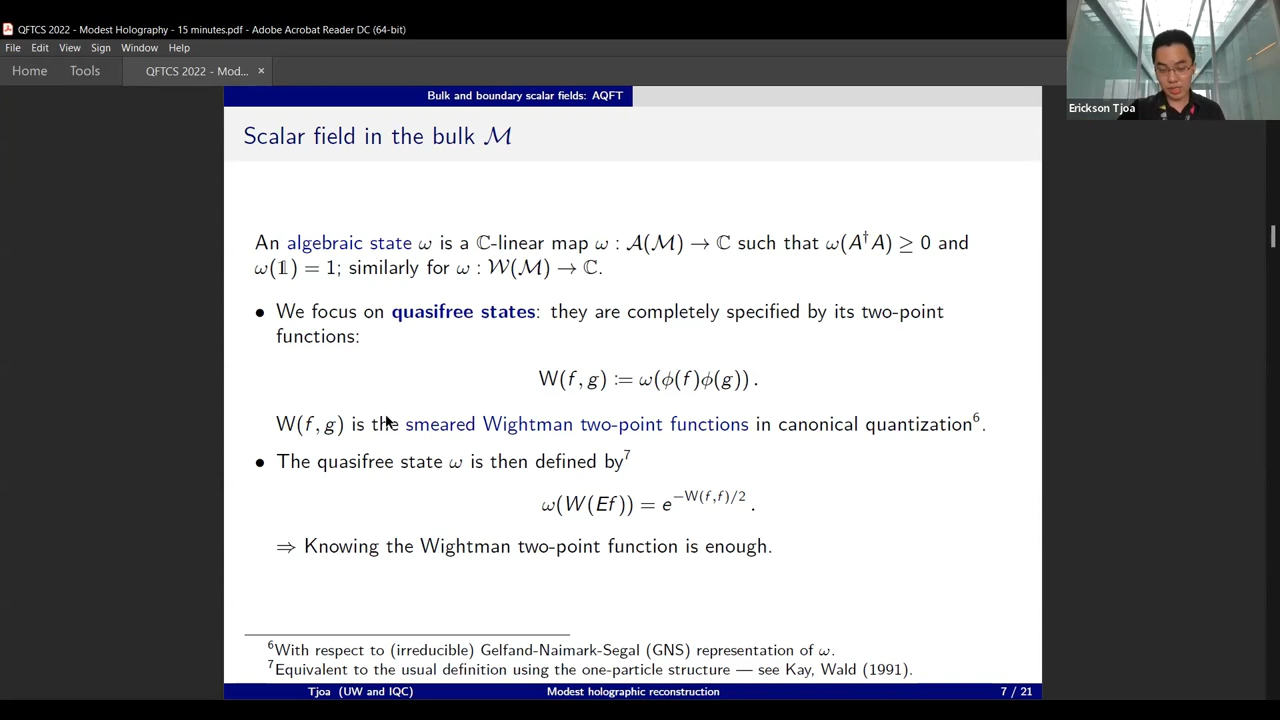 QFTCS 2022 - Modest Holography - 15 minutes.pdf - Adobe Acrobat Reader DC (64-bit)
File Edit View Sign Window Help
Home Tools QFTCS 2022 - Mod... ×
Erickson Tjoa
Bulk and boundary scalar fields: AQFT
Scalar field in the bulk ℳ
An algebraic state ω is a ℂ-linear map ω : 𝒜(ℳ) → ℂ such that ω(A†A) ≥ 0 and
ω(𝟙) = 1; similarly for ω : 𝒲(ℳ) → ℂ.
• We focus on quasifree states: they are completely specified by its two-point
functions:
W(f, g) := ω(ϕ(f)ϕ(g)) .
W(f, g) is the smeared Wightman two-point functions in canonical quantization⁶.
• The quasifree state ω is then defined by⁷
ω(W(Ef)) = e^{−W(f,f)/2} .
⇒ Knowing the Wightman two-point function is enough.
⁶With respect to (irreducible) Gelfand-Naimark-Segal (GNS) representation of ω.
⁷Equivalent to the usual definition using the one-particle structure — see Kay, Wald (1991).
Tjoa (UW and IQC) Modest holographic reconstruction 7 / 21